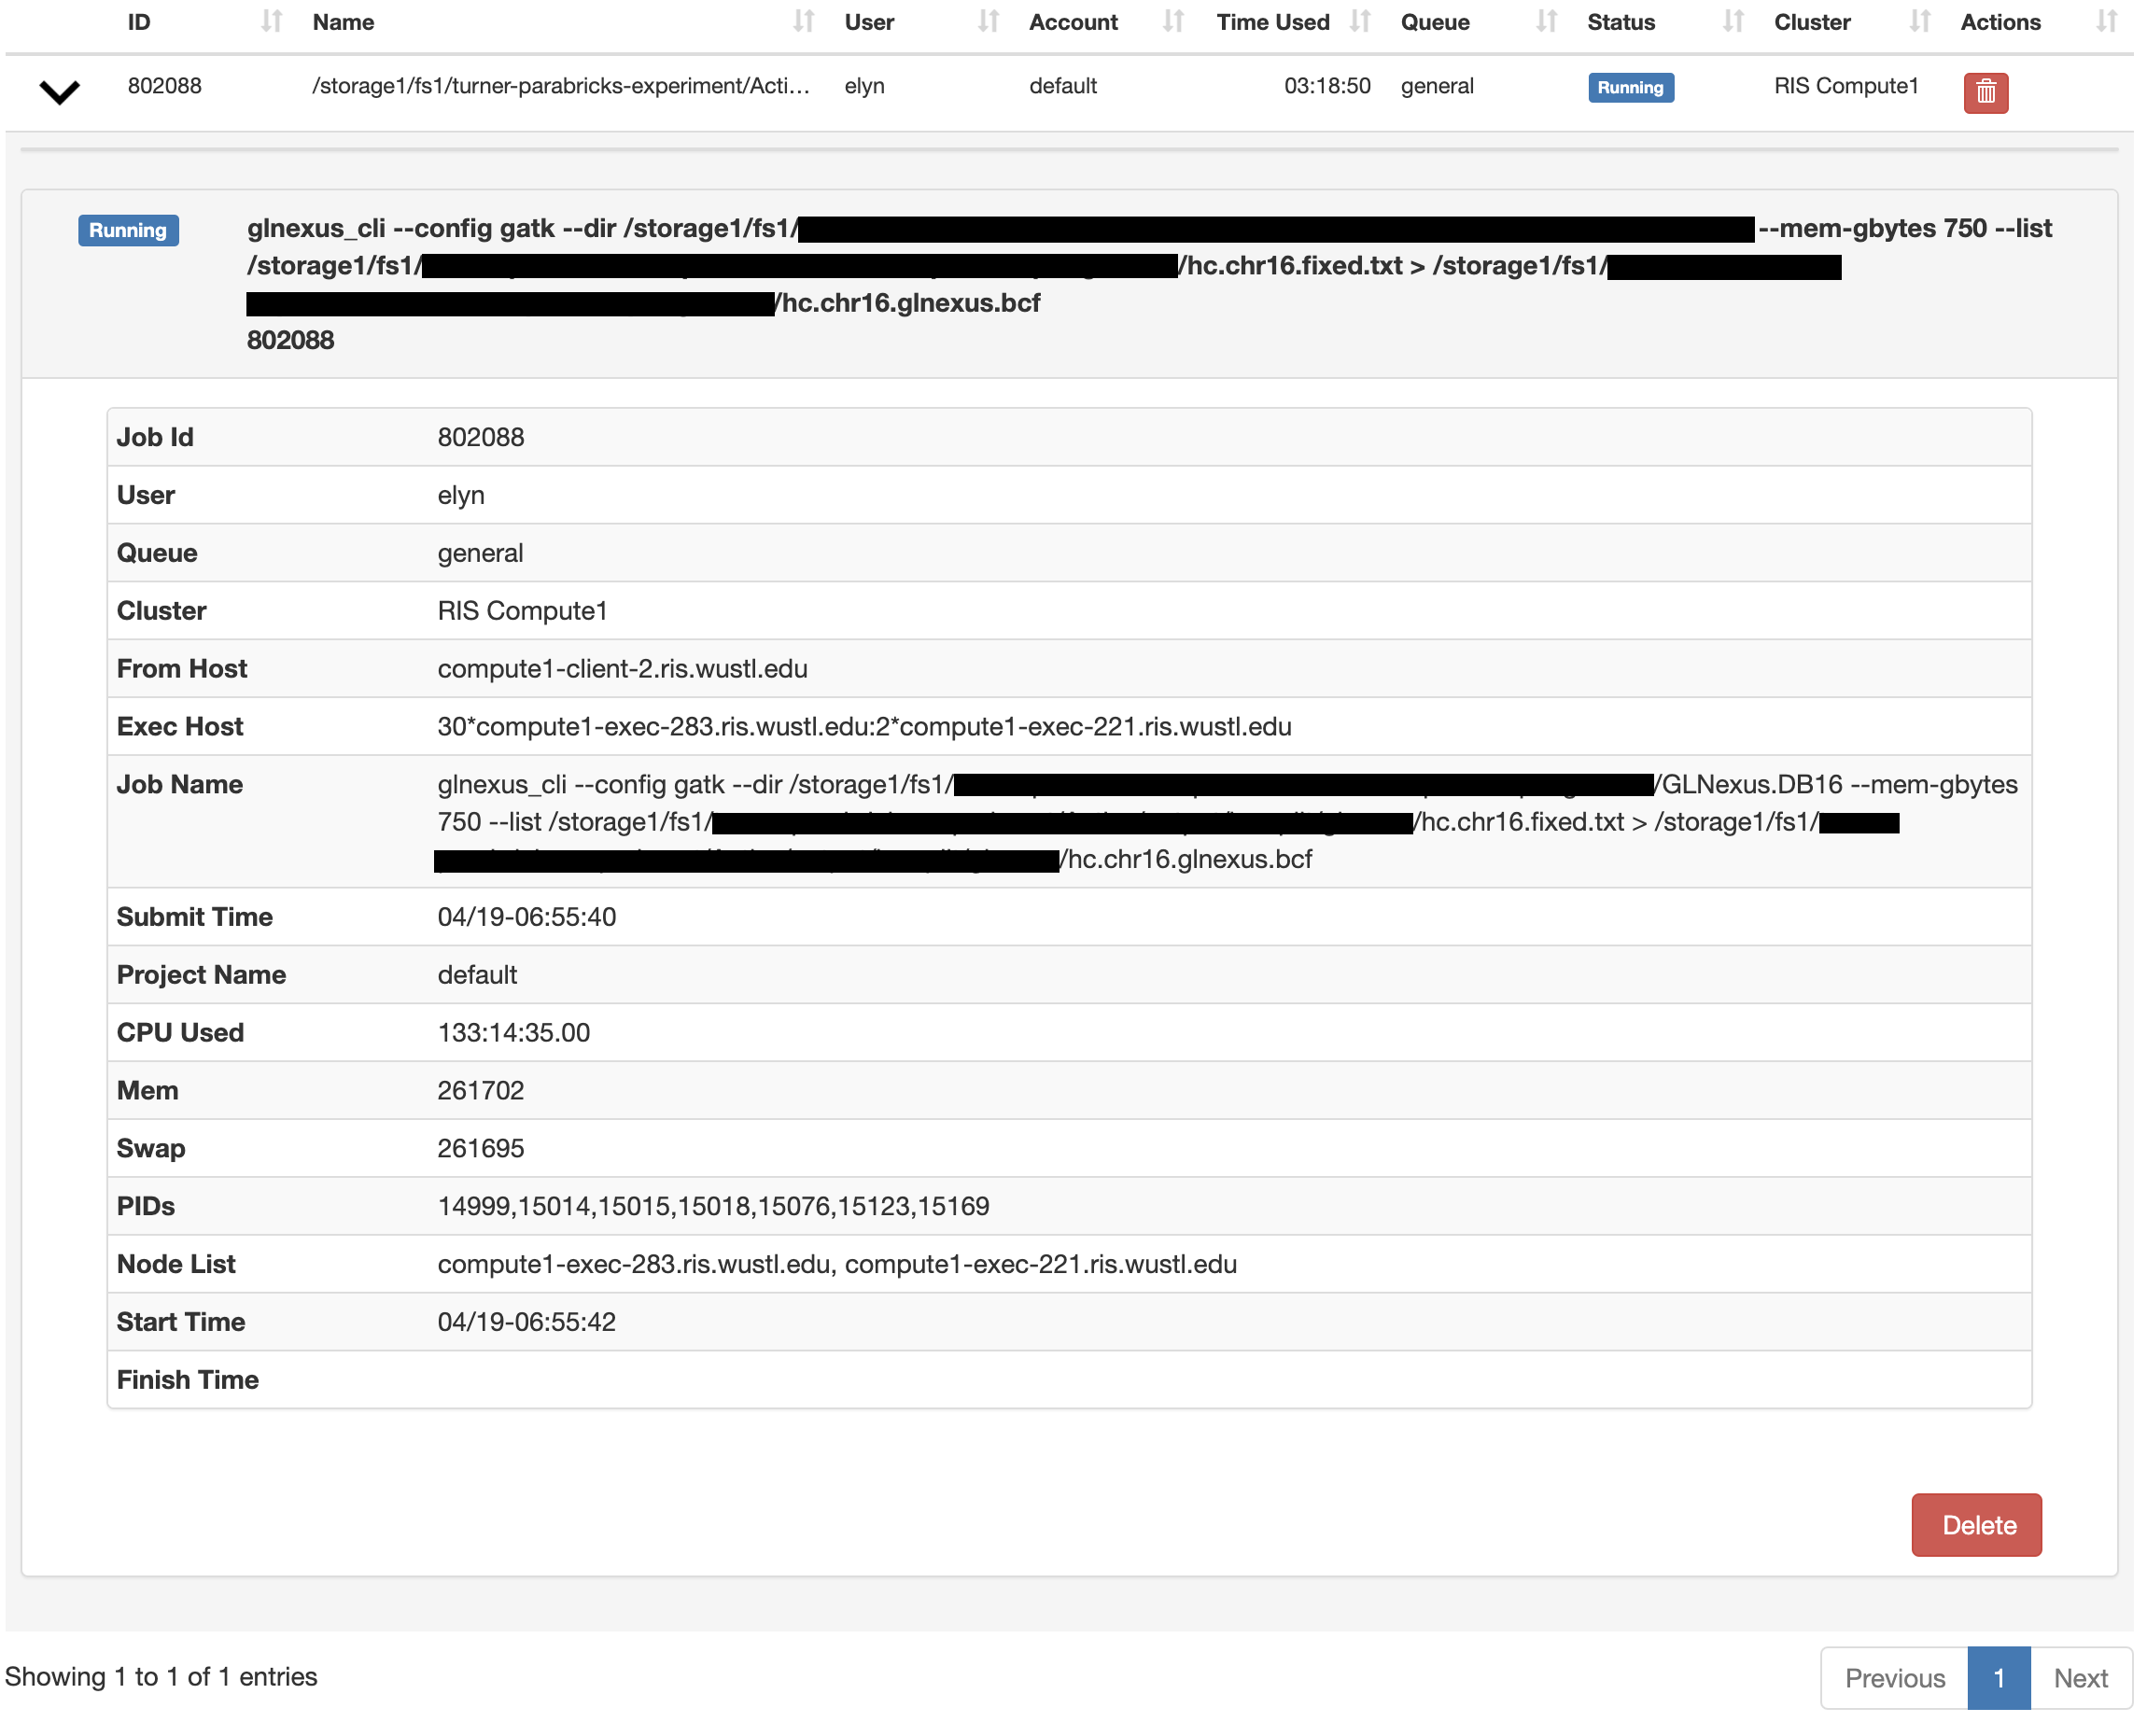 ID Name User Account Time Used Queue Status Cluster Actions
802088 /storage1/fs1/turner-parabricks-experiment/Acti... elyn default 03:18:50 general Running RIS Compute1
Running glnexus_cli --config gatk --dir /storage1/fs1/ --mem-gbytes 750 --list
/storage1/fs1/ /hc.chr16.fixed.txt > /storage1/fs1/
/hc.chr16.glnexus.bcf
802088
Job Id 802088
User elyn
Queue general
Cluster RIS Compute1
From Host compute1-client-2.ris.wustl.edu
Exec Host 30*compute1-exec-283.ris.wustl.edu:2*compute1-exec-221.ris.wustl.edu
Job Name glnexus_cli --config gatk --dir /storage1/fs1/ /GLNexus.DB16 --mem-gbytes
750 --list /storage1/fs1/ /hc.chr16.fixed.txt > /storage1/fs1/
/hc.chr16.glnexus.bcf
Submit Time 04/19-06:55:40
Project Name default
CPU Used 133:14:35.00
Mem 261702
Swap 261695
PIDs 14999,15014,15015,15018,15076,15123,15169
Node List compute1-exec-283.ris.wustl.edu, compute1-exec-221.ris.wustl.edu
Start Time 04/19-06:55:42
Finish Time
Delete
Showing 1 to 1 of 1 entries Previous 1 Next